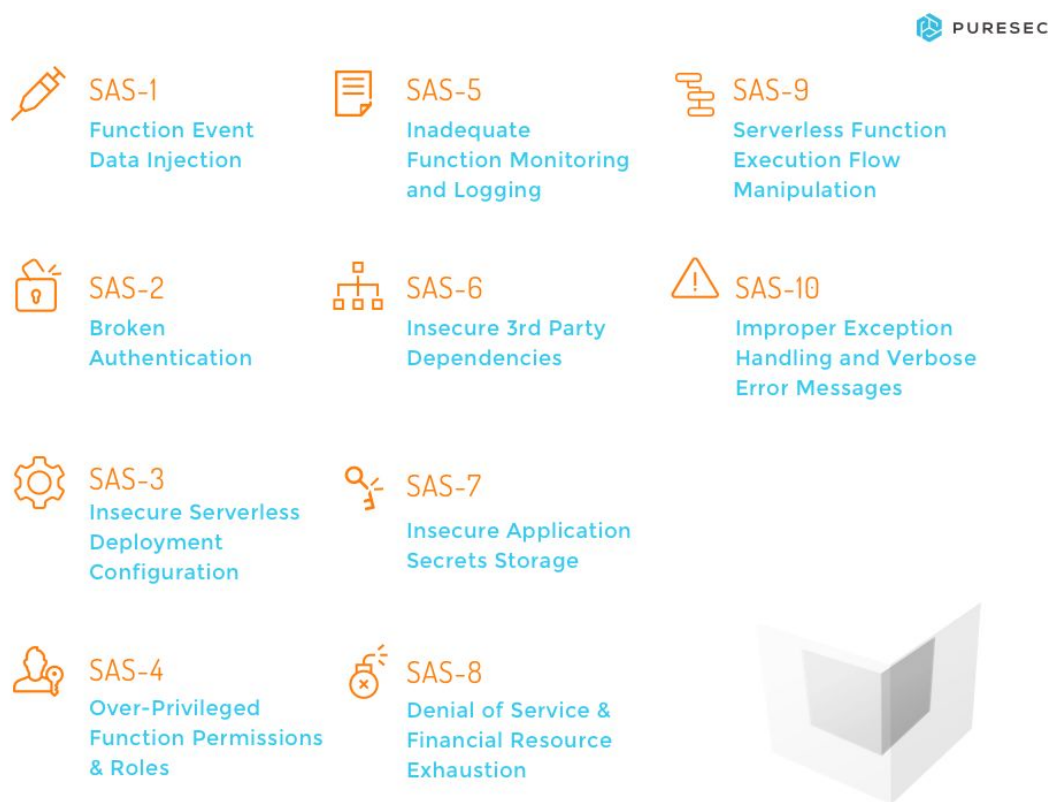 PURESEC
SAS-1
Function Event
Data Injection
SAS-2
Broken
Authentication
SAS-3
Insecure Serverless
Deployment
Configuration
SAS-4
Over-Privileged
Function Permissions
& Roles
SAS-5
Inadequate
Function Monitoring
and Logging
SAS-6
Insecure 3rd Party
Dependencies
SAS-7
Insecure Application
Secrets Storage
SAS-8
Denial of Service &
Financial Resource
Exhaustion
SAS-9
Serverless Function
Execution Flow
Manipulation
SAS-10
Improper Exception
Handling and Verbose
Error Messages